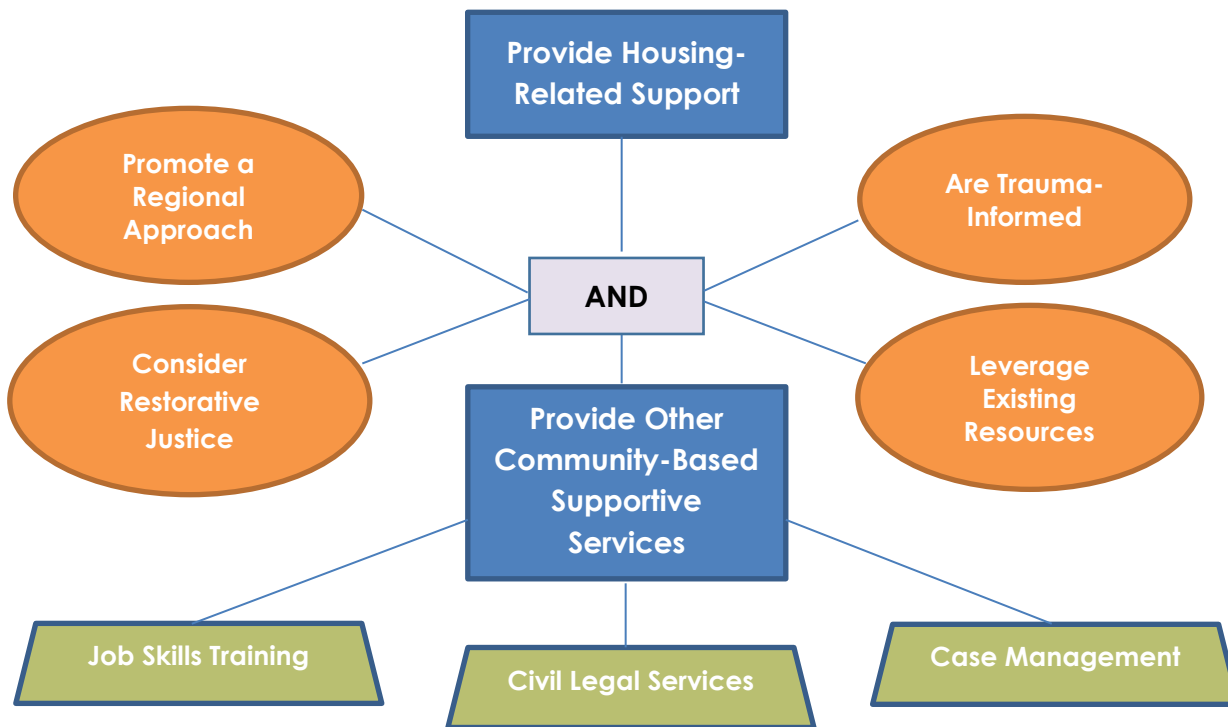 Provide Housing-
Related Support
Promote a
Regional
Approach
Are Trauma-
Informed
AND
Consider
Restorative
Justice
Leverage
Existing
Resources
Provide Other
Community-Based
Supportive
Services
Job Skills Training
Civil Legal Services
Case Management